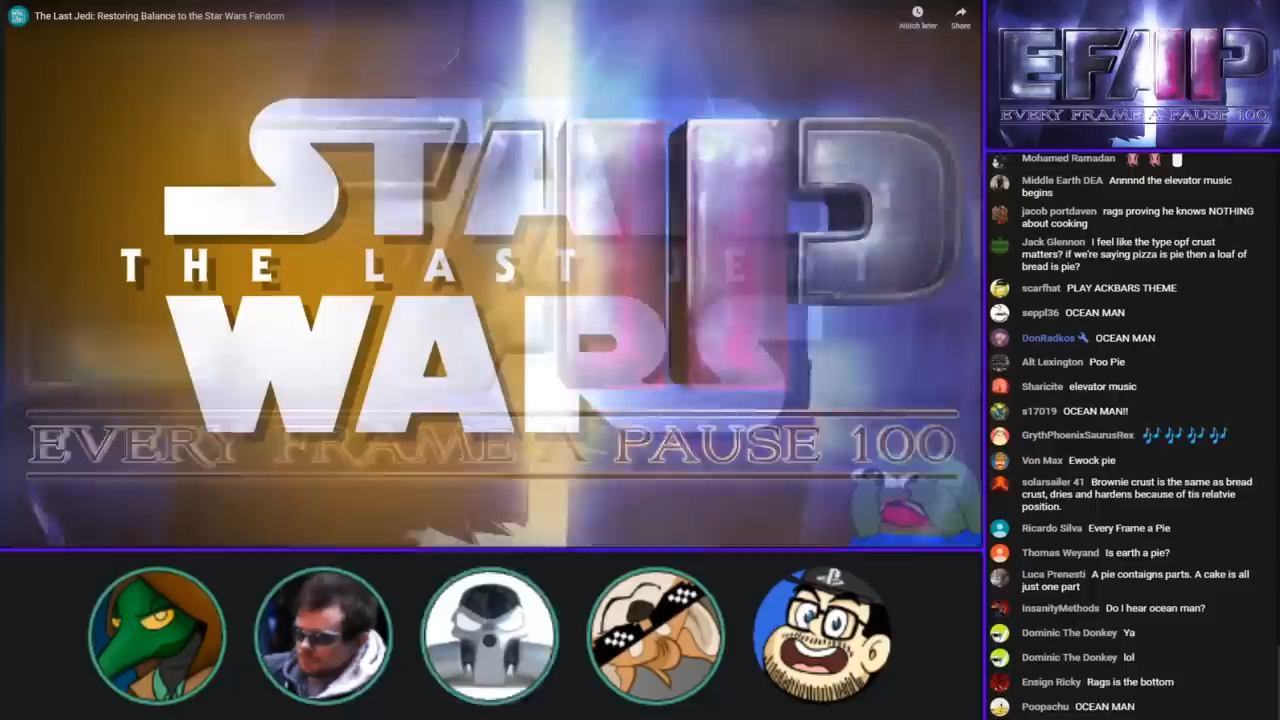 The Last Jedi: Restoring Balance to the Star Wars Fandom
Watch later
Share
STAR
THE LAST JEDI
WARS
EVERY FRAME A PAUSE 100
EFAP
EVERY FRAME A PAUSE 100
Mohamed Ramadan
Middle Earth DEA Annnnd the elevator music
begins
jacob portdaven rags proving he knows NOTHING
about cooking
Jack Glennon I feel like the type opf crust
matters? if we're saying pizza is pie then a loaf of
bread is pie?
scarfhat PLAY ACKBARS THEME
seppl36 OCEAN MAN
DonRadkos OCEAN MAN
Alt Lexington Poo Pie
Sharicite elevator music
s17019 OCEAN MAN!!
GrythPhoenixSaurusRex 🎶 🎶 🎶 🎶
Von Max Ewock pie
solarsailer 41 Brownie crust is the same as bread
crust, dries and hardens because of tis relatvie
position.
Ricardo Silva Every Frame a Pie
Thomas Weyand Is earth a pie?
Luca Prenesti A pie contaigns parts. A cake is all
just one part
InsanityMethods Do I hear ocean man?
Dominic The Donkey Ya
Dominic The Donkey lol
Ensign Ricky Rags is the bottom
Poopachu OCEAN MAN